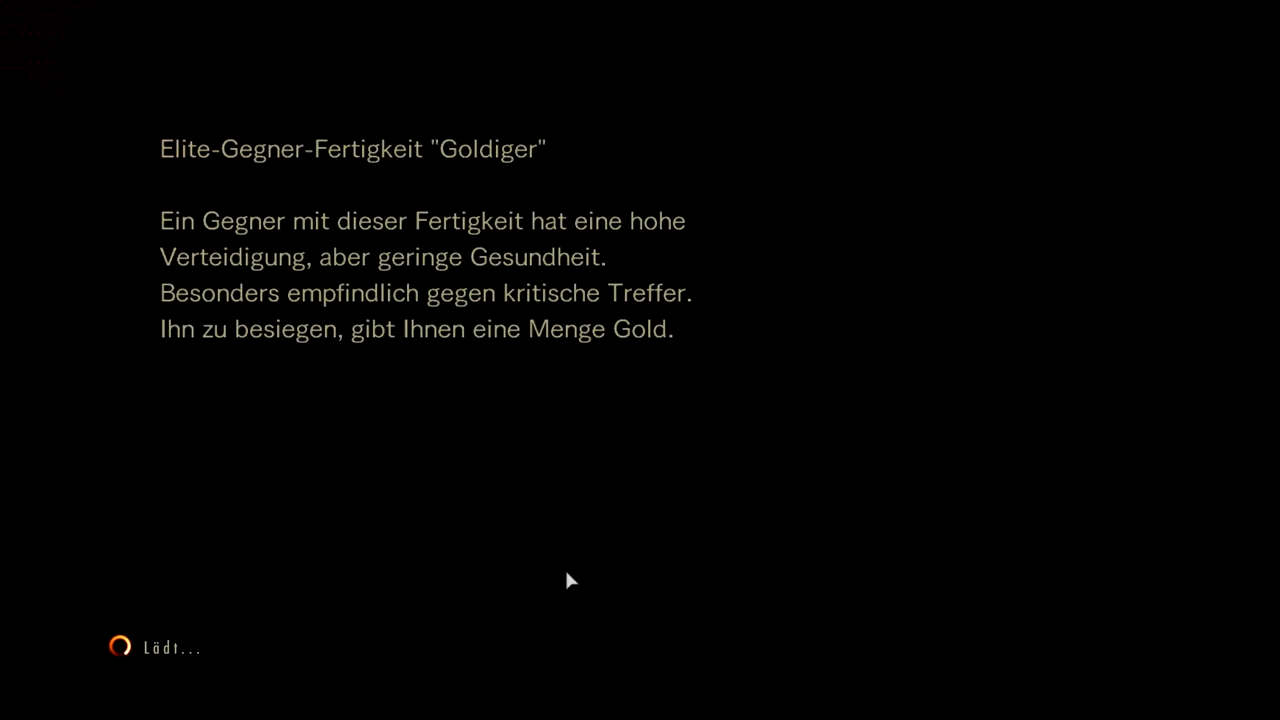 Elite-Gegner-Fertigkeit "Goldiger"
Ein Gegner mit dieser Fertigkeit hat eine hohe
Verteidigung, aber geringe Gesundheit.
Besonders empfindlich gegen kritische Treffer.
Ihn zu besiegen, gibt Ihnen eine Menge Gold.
Lädt...